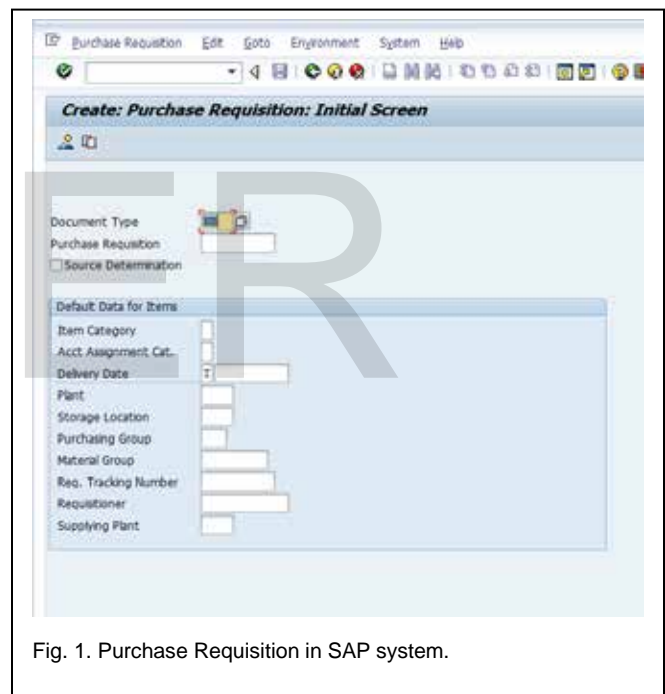 Purchase Requisition Edit Goto Environment System Help
Create: Purchase Requisition: Initial Screen
Document Type
Purchase Requisition
Source Determination
Default Data for Items
Item Category
Acct Assignment Cat.
Delivery Date T
Plant
Storage Location
Purchasing Group
Material Group
Req. Tracking Number
Requisitioner
Supplying Plant
ER
Fig. 1. Purchase Requisition in SAP system.